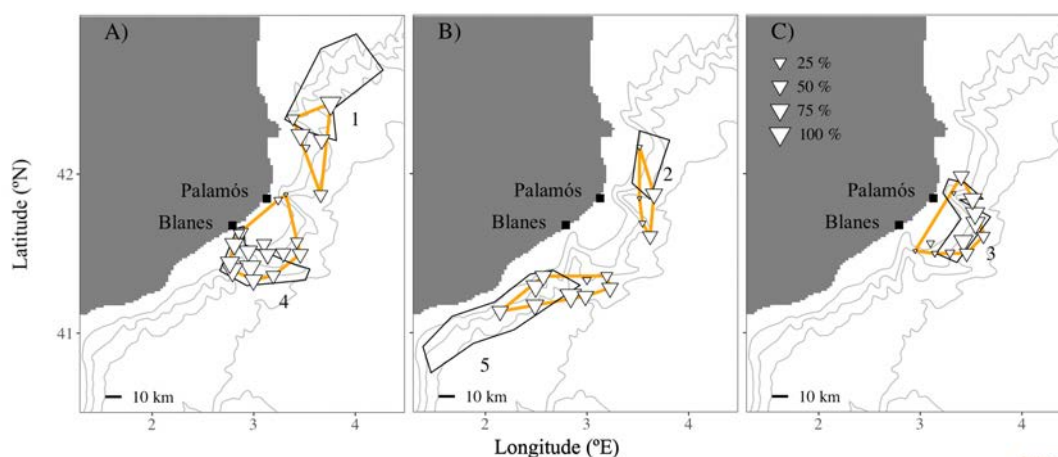 A)
1
42
Palamós
Blanes
4
41
10 km
2
3
4
B)
2
Palamós
Blanes
5
10 km
2
3
4
C)
25 %
50 %
75 %
100 %
Palamós
Blanes
3
10 km
2
3
4
Latitude (ºN)
Longitude (ºE)